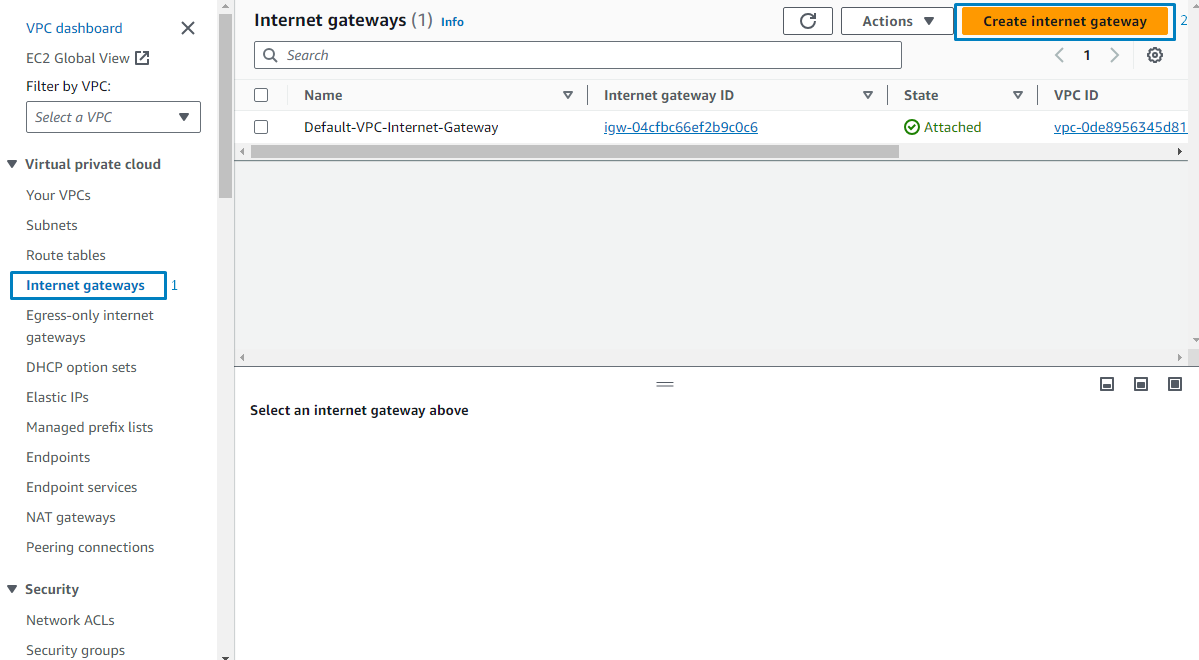 VPC dashboard
EC2 Global View
Filter by VPC:
Select a VPC
Virtual private cloud
Your VPCs
Subnets
Route tables
Internet gateways 1
Egress-only internet
gateways
DHCP option sets
Elastic IPs
Managed prefix lists
Endpoints
Endpoint services
NAT gateways
Peering connections
Security
Network ACLs
Security groups
Internet gateways (1) Info
Actions
Create internet gateway 2
Search
1
Name Internet gateway ID State VPC ID
Default-VPC-Internet-Gateway igw-04cfbc66ef2b9c0c6 Attached vpc-0de8956345d81
Select an internet gateway above